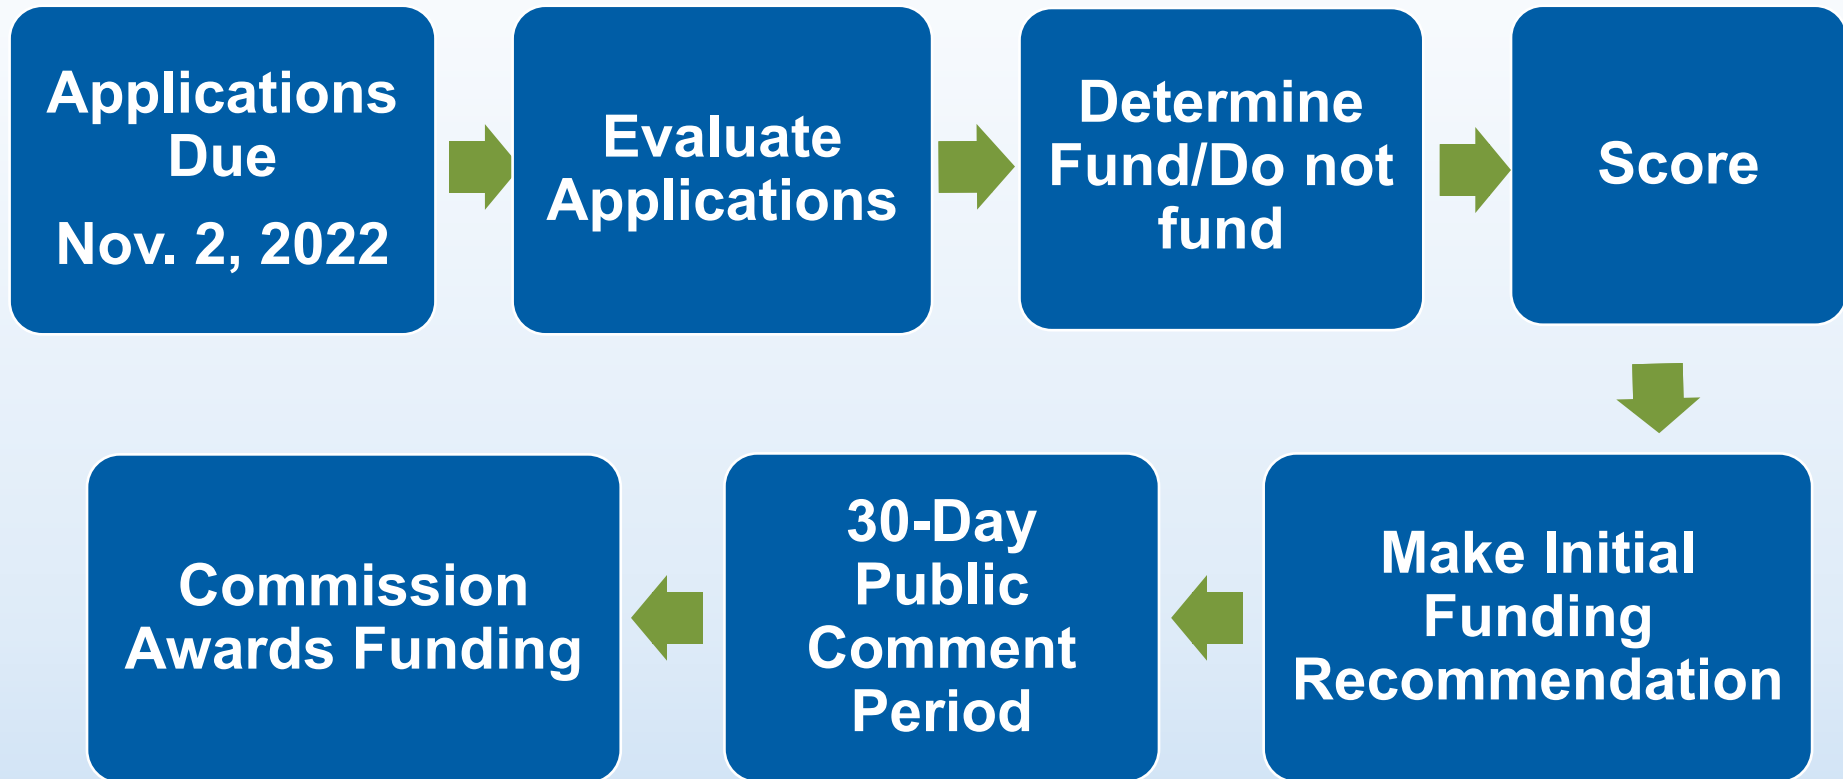 Applications
Due
Nov. 2, 2022
Evaluate
Applications
Determine
Fund/Do not
fund
Score
Make Initial
Funding
Recommendation
30-Day
Public
Comment
Period
Commission
Awards Funding